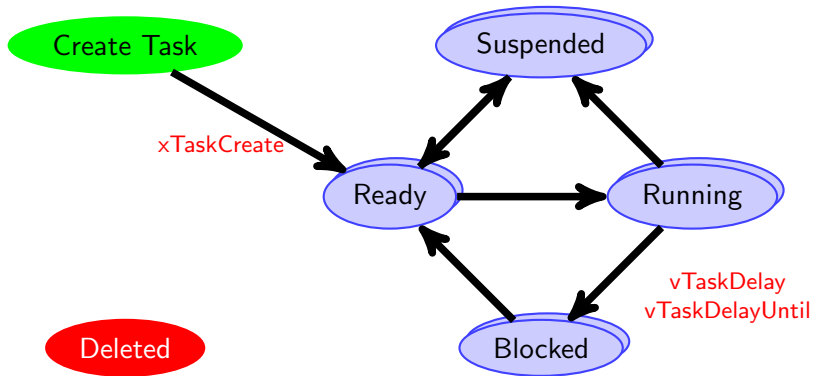 Create Task
Suspended
xTaskCreate
Ready
Running
vTaskDelay
vTaskDelayUntil
Deleted
Blocked